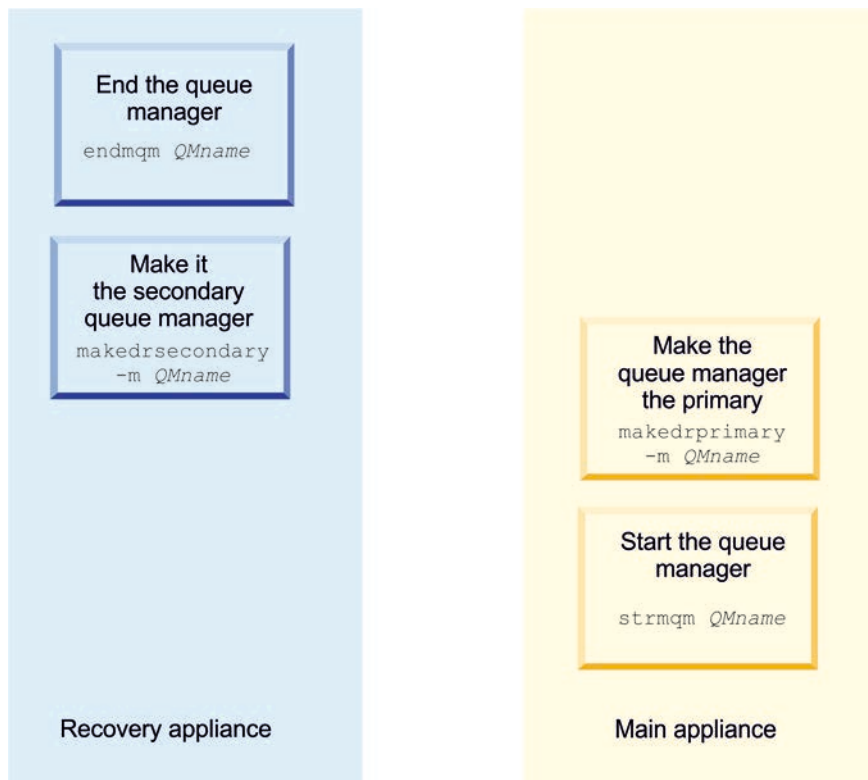 End the queue
manager
endmqm QMname
Make it
the secondary
queue manager
makedrsecondary
-m QMname
Recovery appliance
Make the
queue manager
the primary
makedrprimary
-m QMname
Start the queue
manager
strmqm QMname
Main appliance